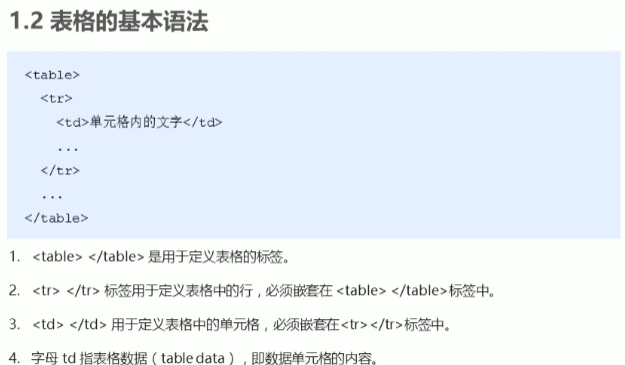 1.2 表格的基本语法
<table>
<tr>
<td>单元格内的文字</td>
...
</tr>
...
</table>
1. <table> </table> 是用于定义表格的标签。
2. <tr> </tr> 标签用于定义表格中的行，必须嵌套在 <table> </table>标签中。
3. <td> </td> 用于定义表格中的单元格，必须嵌套在<tr></tr>标签中。
4. 字母 td 指表格数据（table data），即数据单元格的内容。